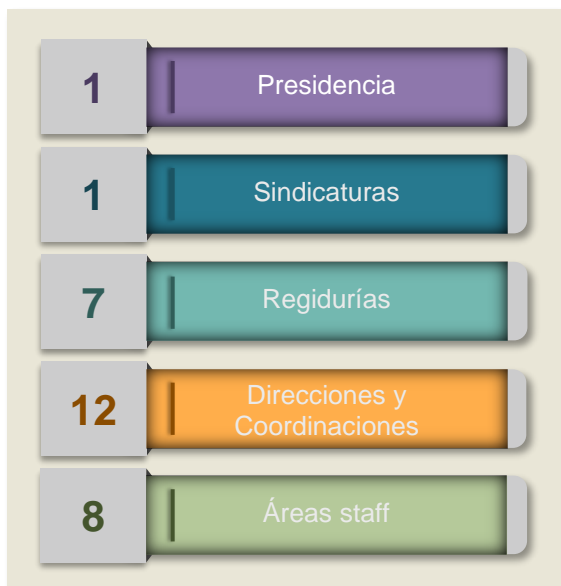 1
Presidencia
1
Sindicaturas
7
Regidurías
12
Direcciones y
Coordinaciones
8
Áreas staff